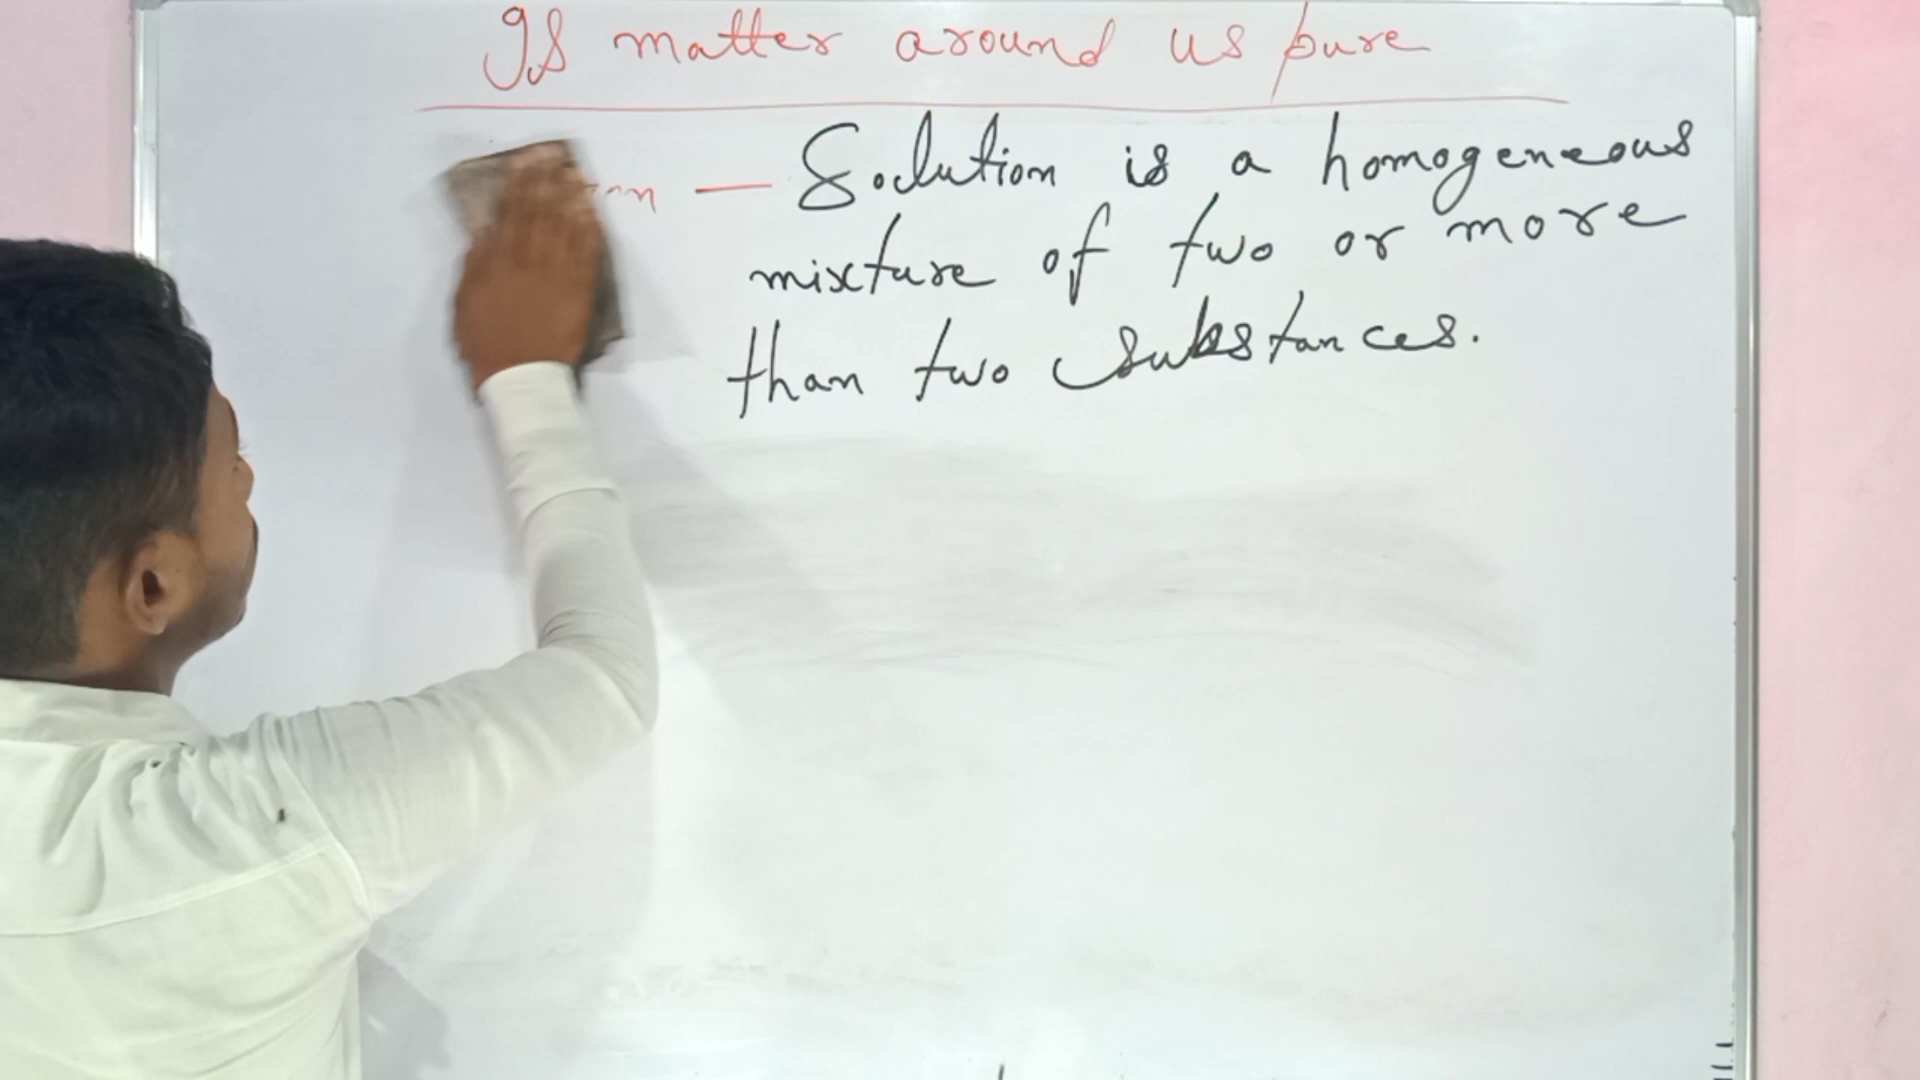 Is matter around us pure
— Solution is a homogeneous
mixture of two or more
than two substances.